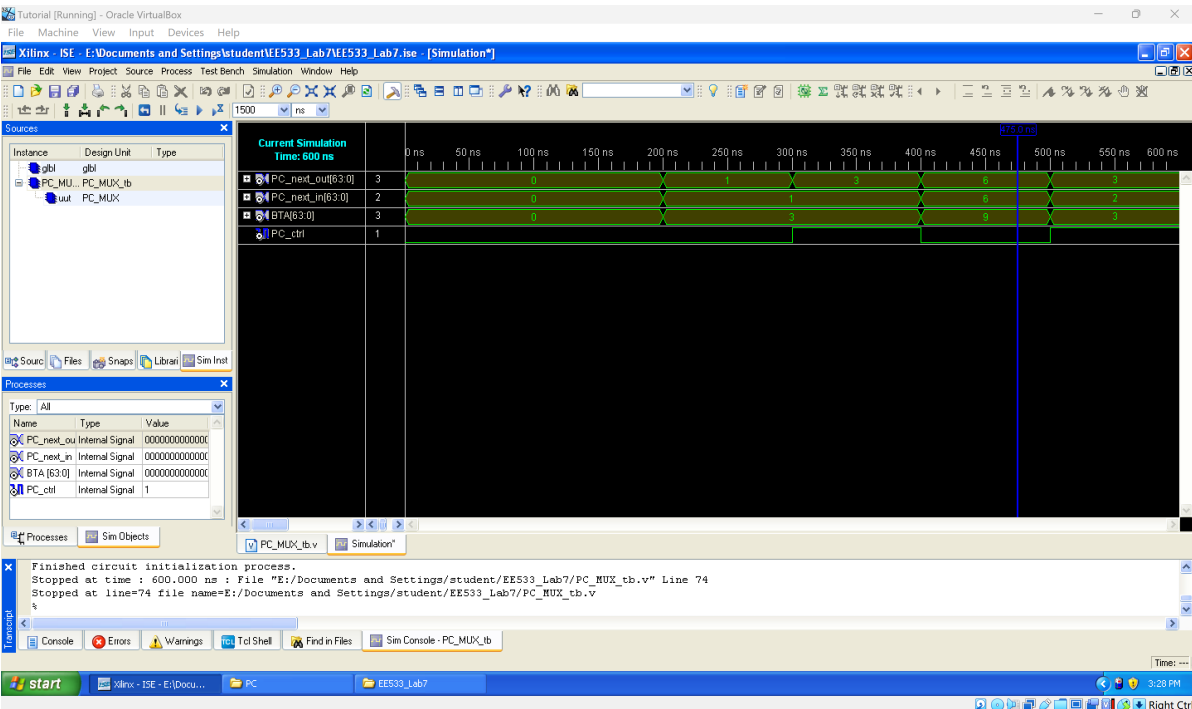 Tutorial [Running] - Oracle VirtualBox
File Machine View Input Devices Help
Xilinx - ISE - E:\Documents and Settings\student\EE533_Lab7\EE533_Lab7.ise - [Simulation*]
File Edit View Project Source Process Test Bench Simulation Window Help
1500 ns
Sources
Instance Design Unit Type
glbl glbl
PC_MU... PC_MUX_tb
uut PC_MUX
Sourc Files Snaps Librari Sim Inst
Processes
Type: All
Name Type Value
PC_next_ou Internal Signal 000000000000
PC_next_in Internal Signal 000000000000
BTA [63:0] Internal Signal 000000000000
PC_ctrl Internal Signal 1
Processes Sim Objects
Current Simulation
Time: 600 ns
475.0 ns
0 ns 50 ns 100 ns 150 ns 200 ns 250 ns 300 ns 350 ns 400 ns 450 ns 500 ns 550 ns 600 ns
PC_next_out[63:0] 3 0 1 3 6 3
PC_next_in[63:0] 2 0 1 6 2
BTA[63:0] 3 0 3 9 3
PC_ctrl 1
PC_MUX_tb.v Simulation*
Finished circuit initialization process.
Stopped at time : 600.000 ns : File "E:/Documents and Settings/student/EE533_Lab7/PC_MUX_tb.v" Line 74
Stopped at line=74 file name=E:/Documents and Settings/student/EE533_Lab7/PC_MUX_tb.v
%
Transcript
Console Errors Warnings TCL Tcl Shell Find in Files Sim Console - PC_MUX_tb
Time: ---
start Xilinx - ISE - E:\Docu... PC EE533_Lab7 3:28 PM
Right Ctrl